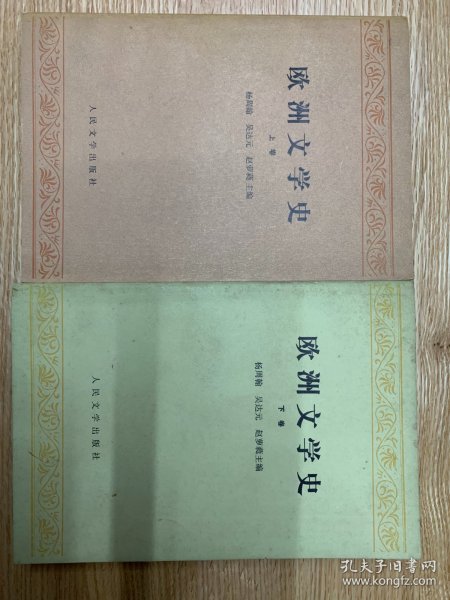 欧洲文学史
上卷
杨周翰 吴达元 赵萝蕤主编
人民文学出版社
欧洲文学史
下卷
杨周翰 吴达元 赵萝蕤主编
人民文学出版社
孔夫子旧书网
www.kongfz.com